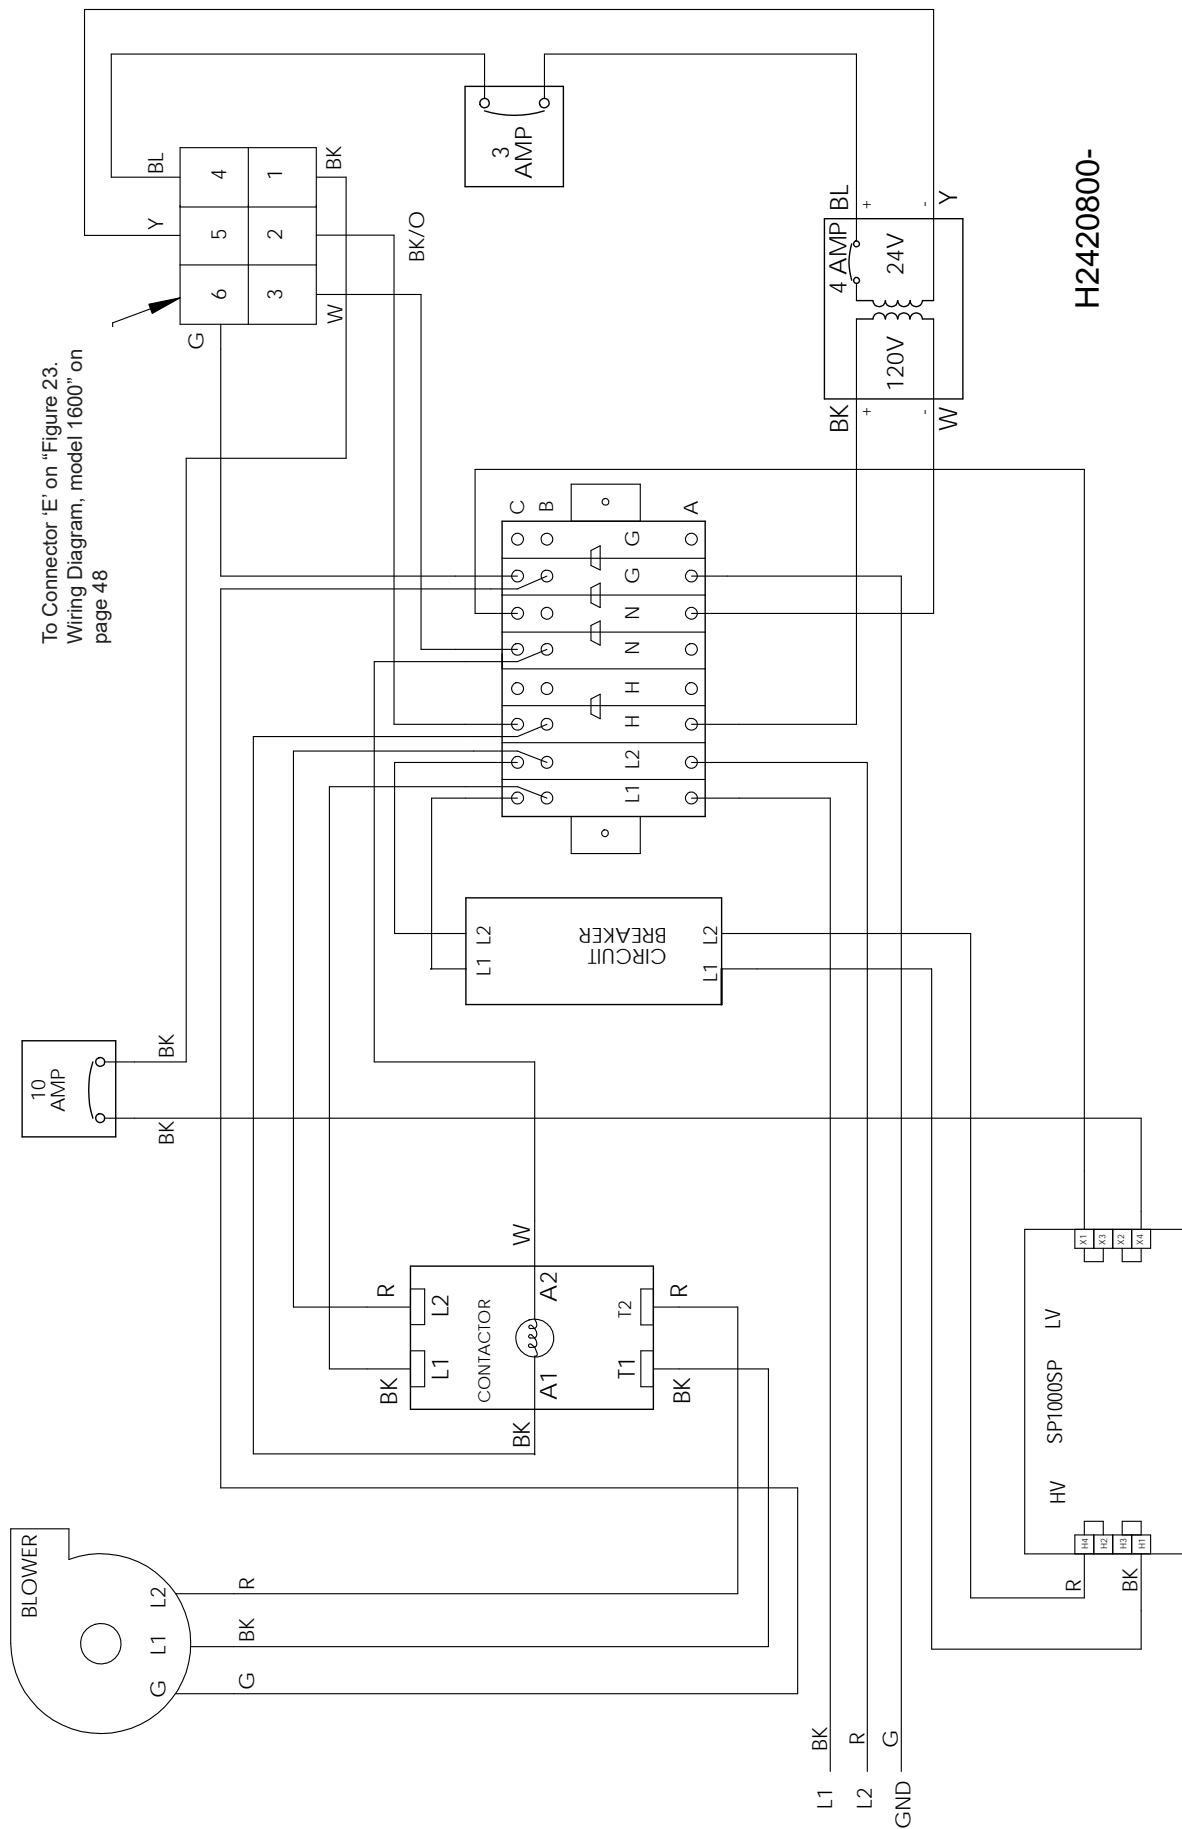 To Connector ‘E’ on “Figure 23.
Wiring Diagram, model 1600” on
page 48
BL
Y
G
4
5
6
1
2
3
BK
BK/O
W
3
AMP
4 AMP
BL
+
24V
-
Y
120V
BK
+
-
W
H2420800-
10
AMP
BK
BK
C
B
A
G
G
N
N
H
H
L2
L1
CIRCUIT
BREAKER
L1
L2
L1
L2
CONTACTOR
BK
R
L1
L2
A1
A2
BK
W
T1
T2
BK
R
BLOWER
G
L1
L2
G
BK
R
L1
BK
L2
R
GND
G
HV
SP1000SP
LV
H4
H2
H3
H1
R
BK
X1
X3
X2
X4